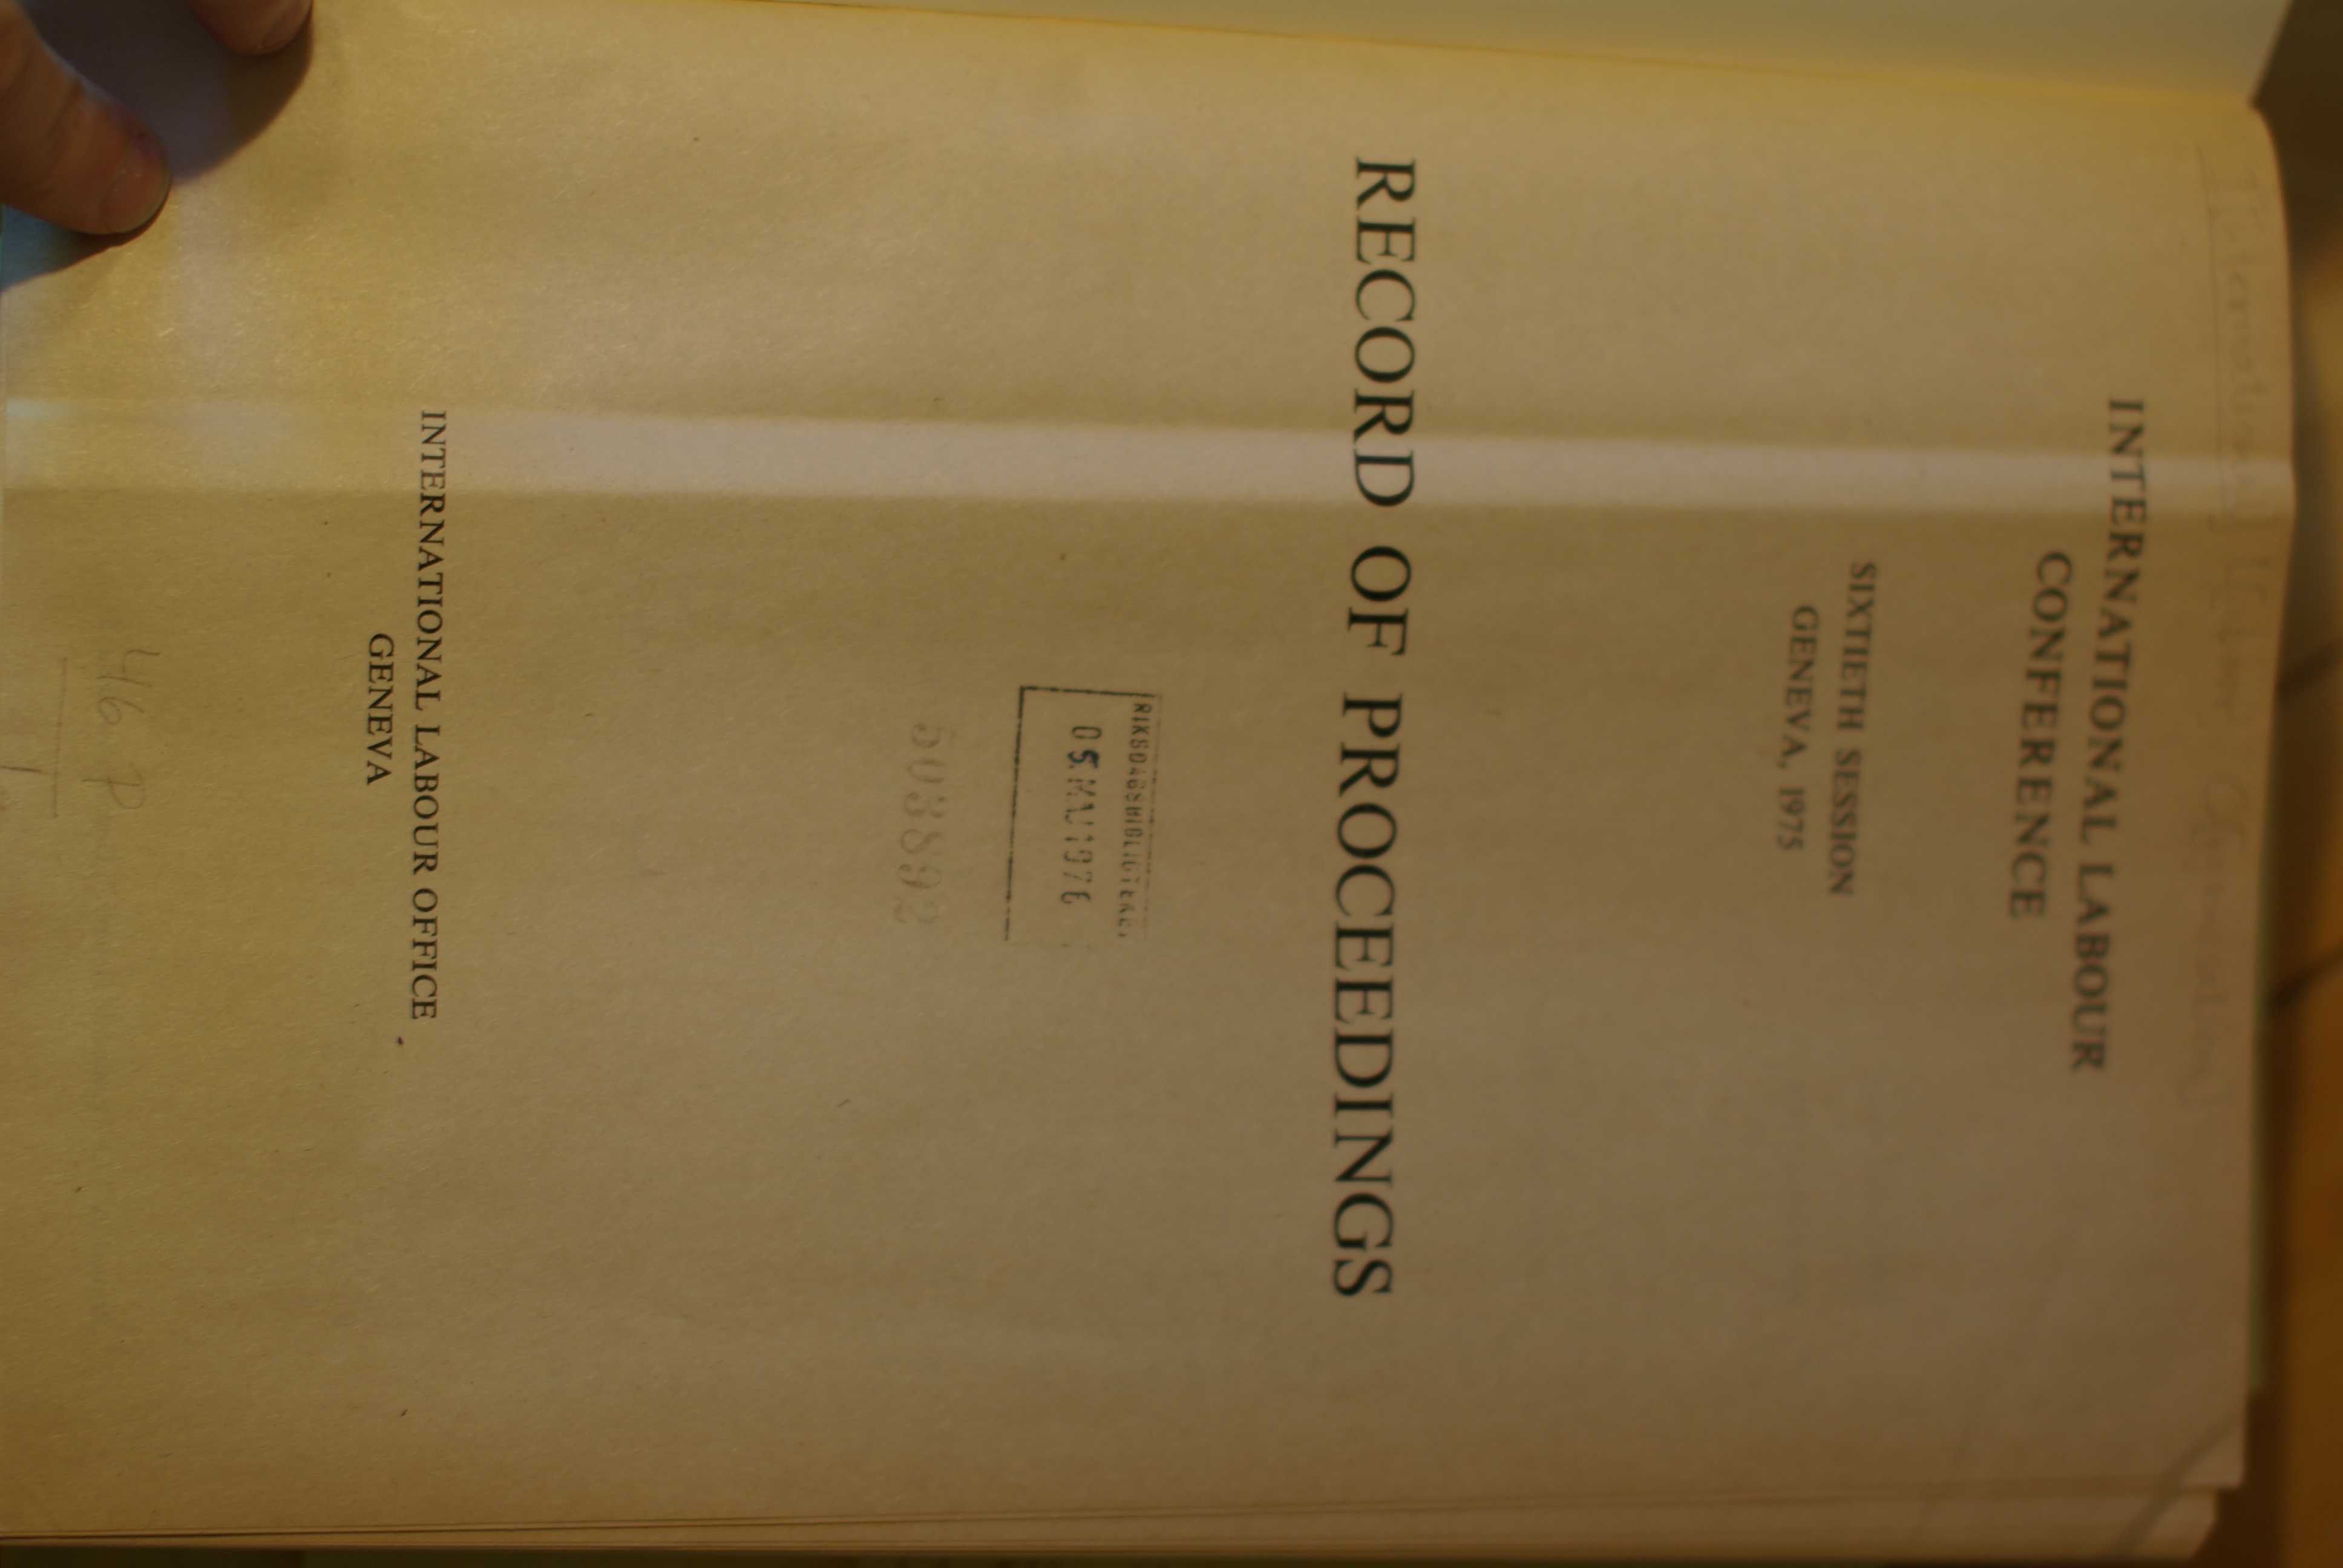 [International] Labour Organisation]
INTERNATIONAL LABOUR
CONFERENCE
SIXTIETH SESSION
GENEVA, 1975
RECORD OF PROCEEDINGS
RIKSDAGSBIBLIOTEKET
05. MAJ 1976
503892
INTERNATIONAL LABOUR OFFICE
GENEVA
46 P